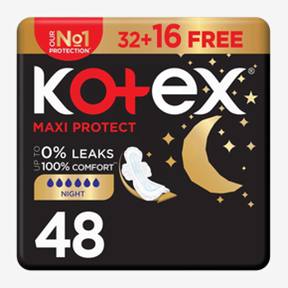 OUR No1 PROTECTION*
32+16 FREE
Kotex®
MAXI PROTECT
UP TO 0% LEAKS
100% COMFORT**
NIGHT
48